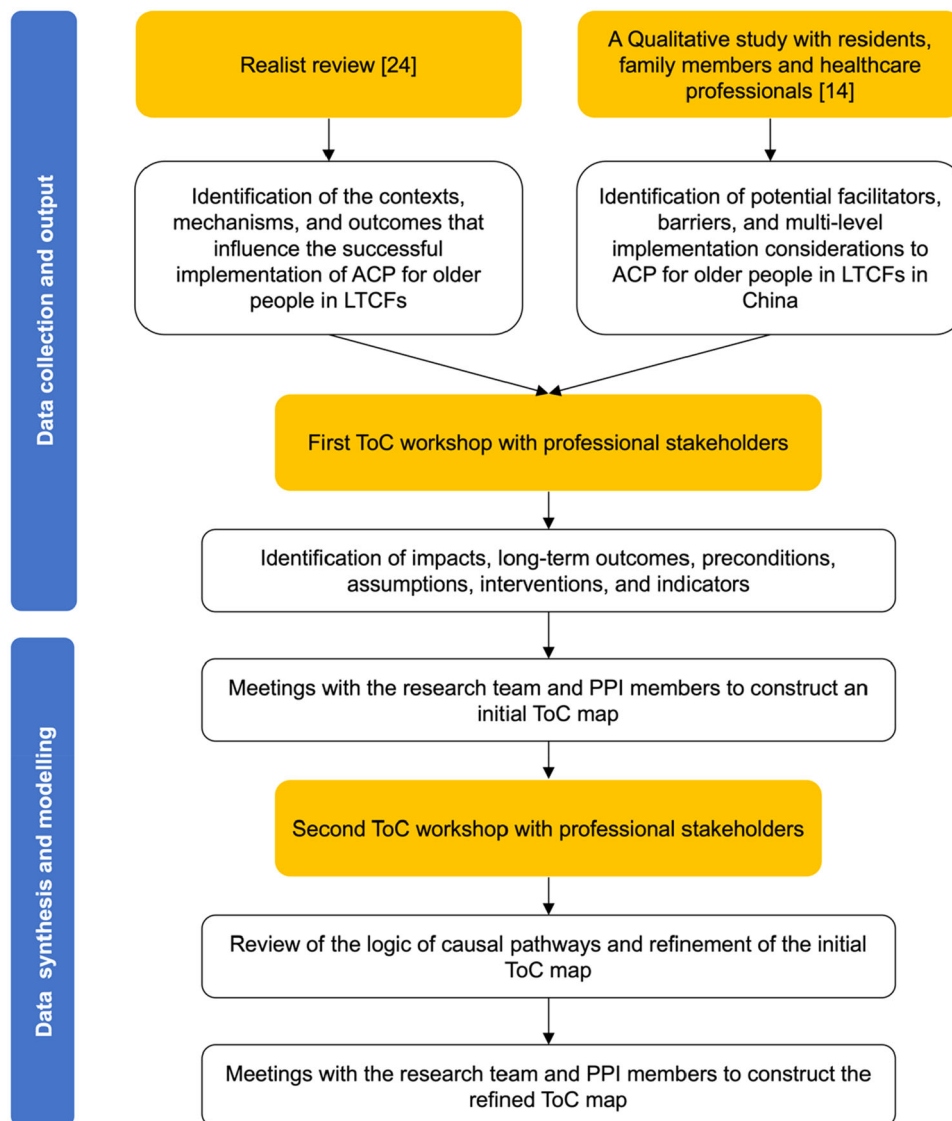 Data collection and output
Realist review [24]
A Qualitative study with residents,
family members and healthcare
professionals [14]
Identification of the contexts,
mechanisms, and outcomes that
influence the successful
implementation of ACP for older
people in LTCFs
Identification of potential facilitators,
barriers, and multi-level
implementation considerations to
ACP for older people in LTCFs in
China
First ToC workshop with professional stakeholders
Identification of impacts, long-term outcomes, preconditions,
assumptions, interventions, and indicators
Data synthesis and modelling
Meetings with the research team and PPI members to construct an
initial ToC map
Second ToC workshop with professional stakeholders
Review of the logic of causal pathways and refinement of the initial
ToC map
Meetings with the research team and PPI members to construct the
refined ToC map